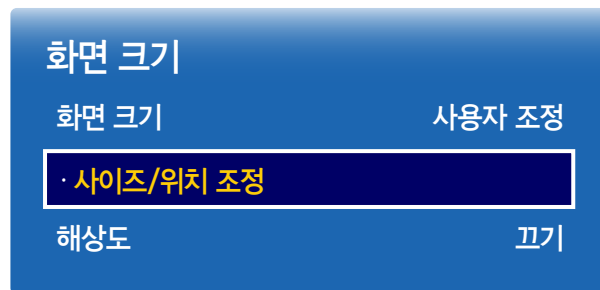 화면 크기
화면 크기 사용자 조정
· 사이즈/위치 조정
해상도 끄기